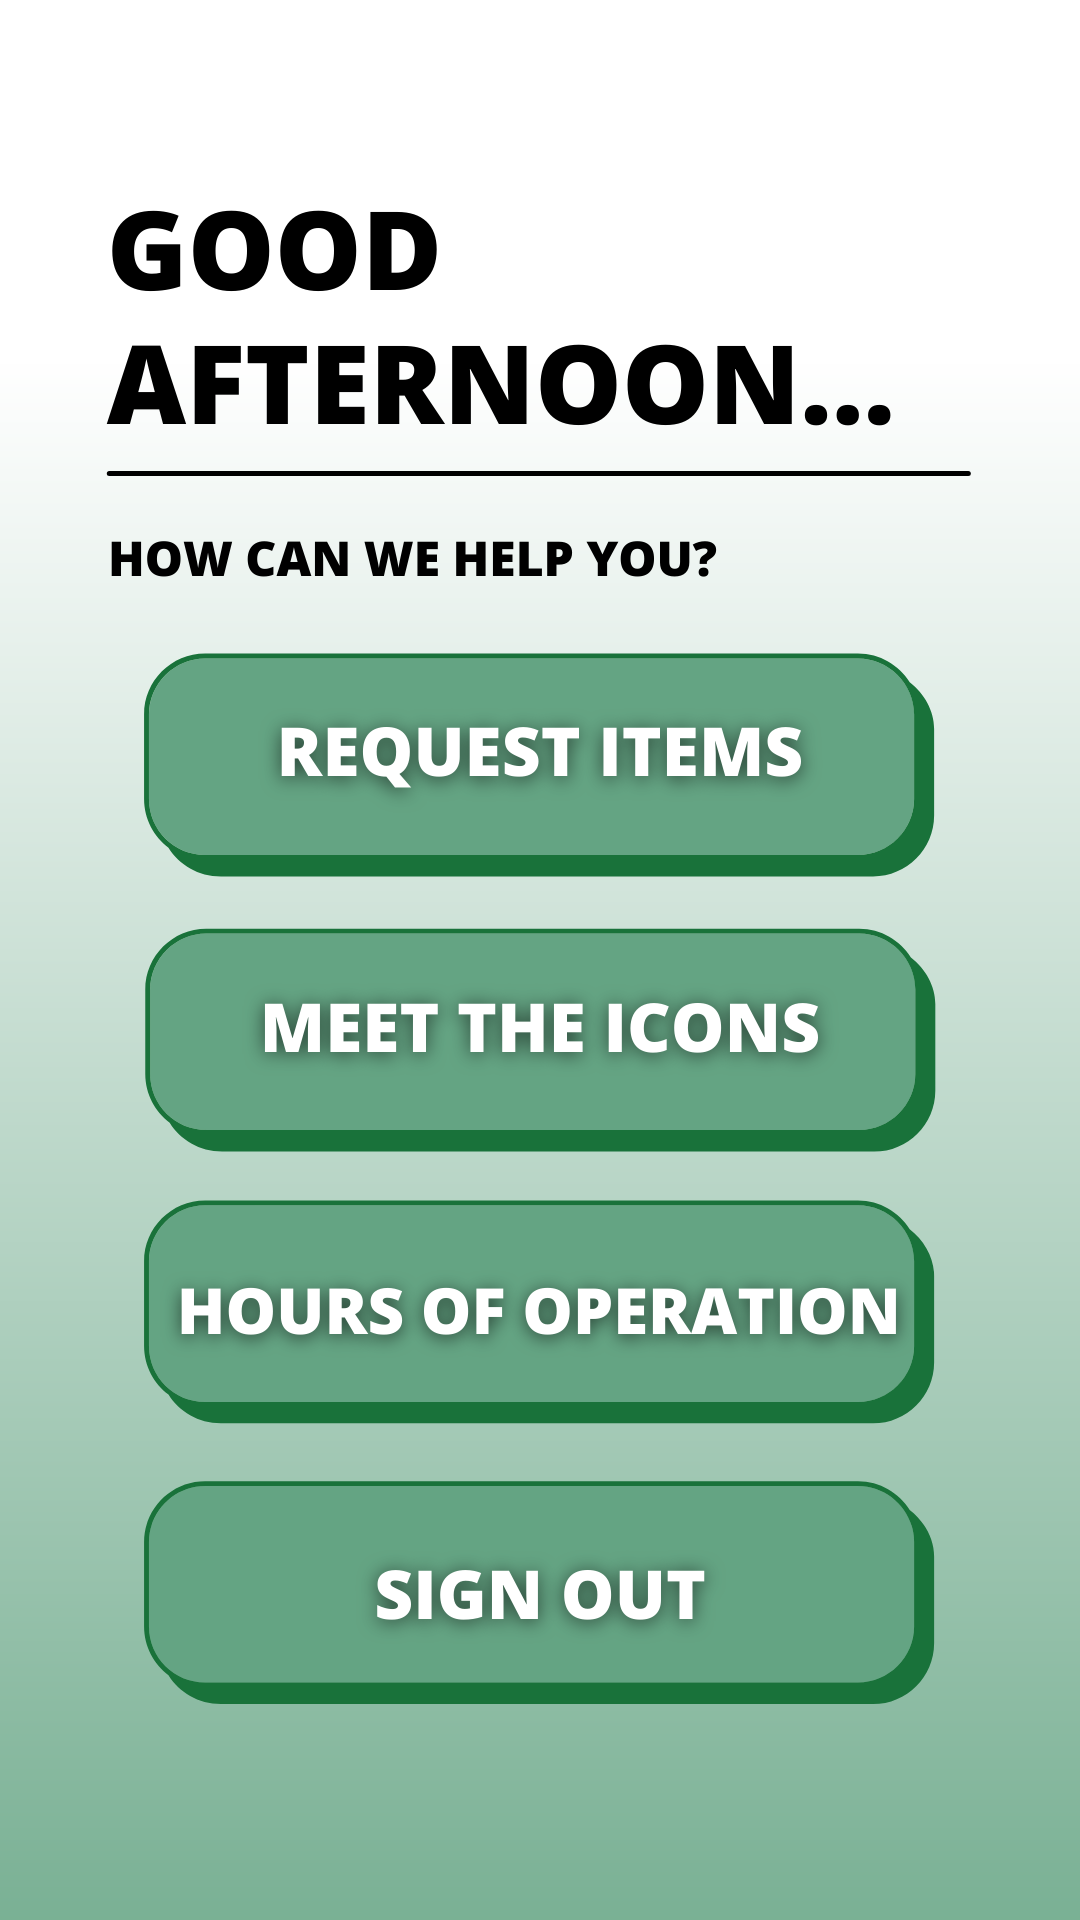 GOOD
AFTERNOON...
HOW CAN WE HELP YOU?
REQUEST ITEMS
MEET THE ICONS
HOURS OF OPERATION
SIGN OUT